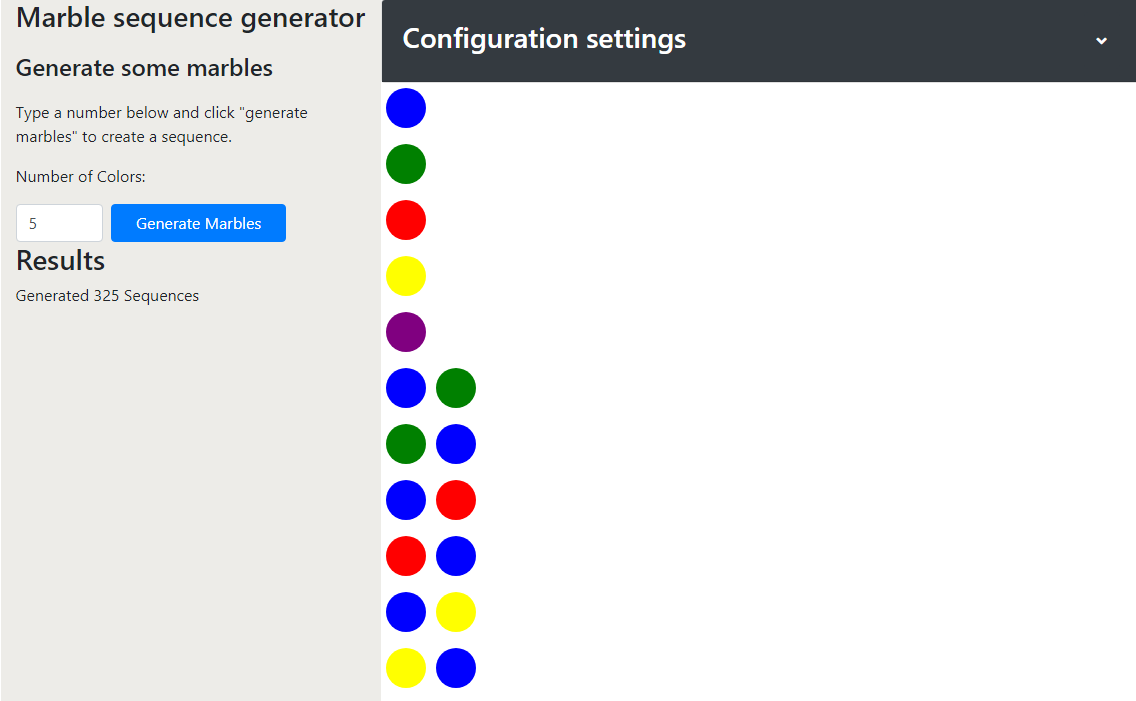 Marble sequence generator
Generate some marbles
Type a number below and click "generate
marbles" to create a sequence.
Number of Colors:
5
Generate Marbles
Results
Generated 325 Sequences
Configuration settings